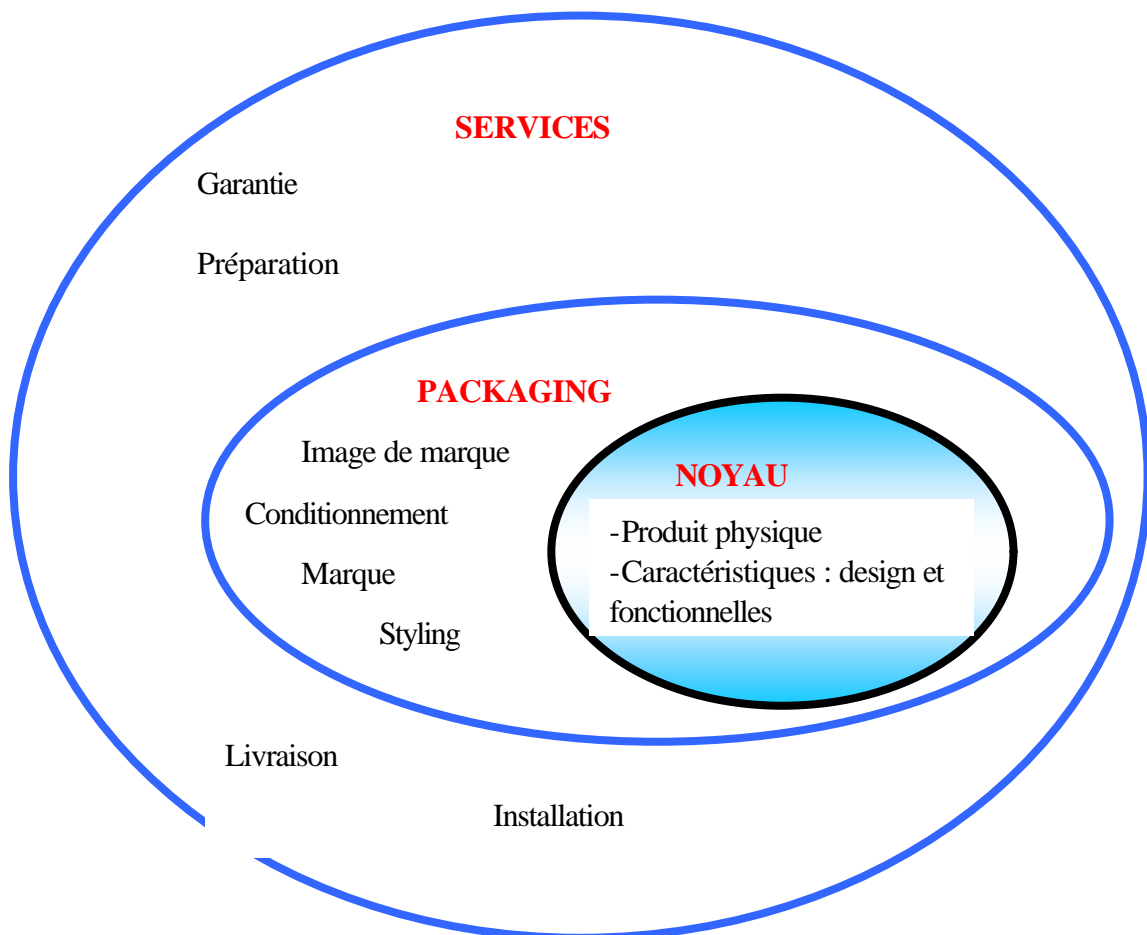 SERVICES
Garantie
Préparation
PACKAGING
Image de marque
Conditionnement
Marque
Styling
NOYAU
-Produit physique
-Caractéristiques : design et
fonctionnelles
Livraison
Installation